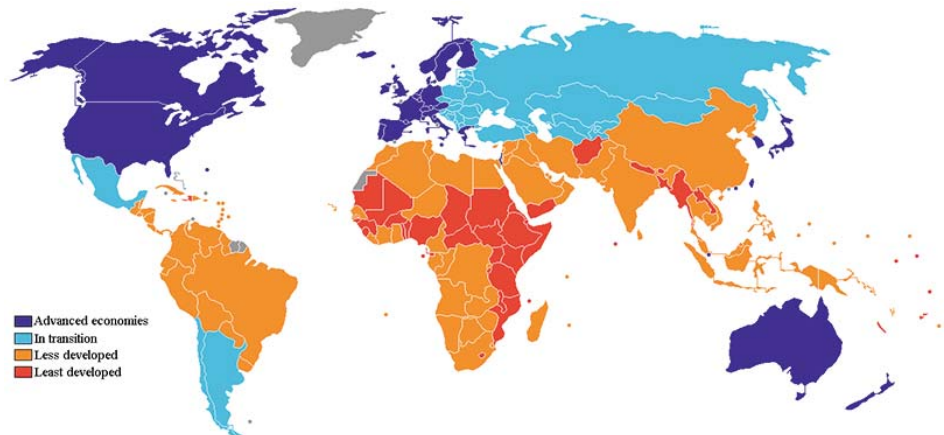 Advanced economies
In transition
Less developed
Least developed